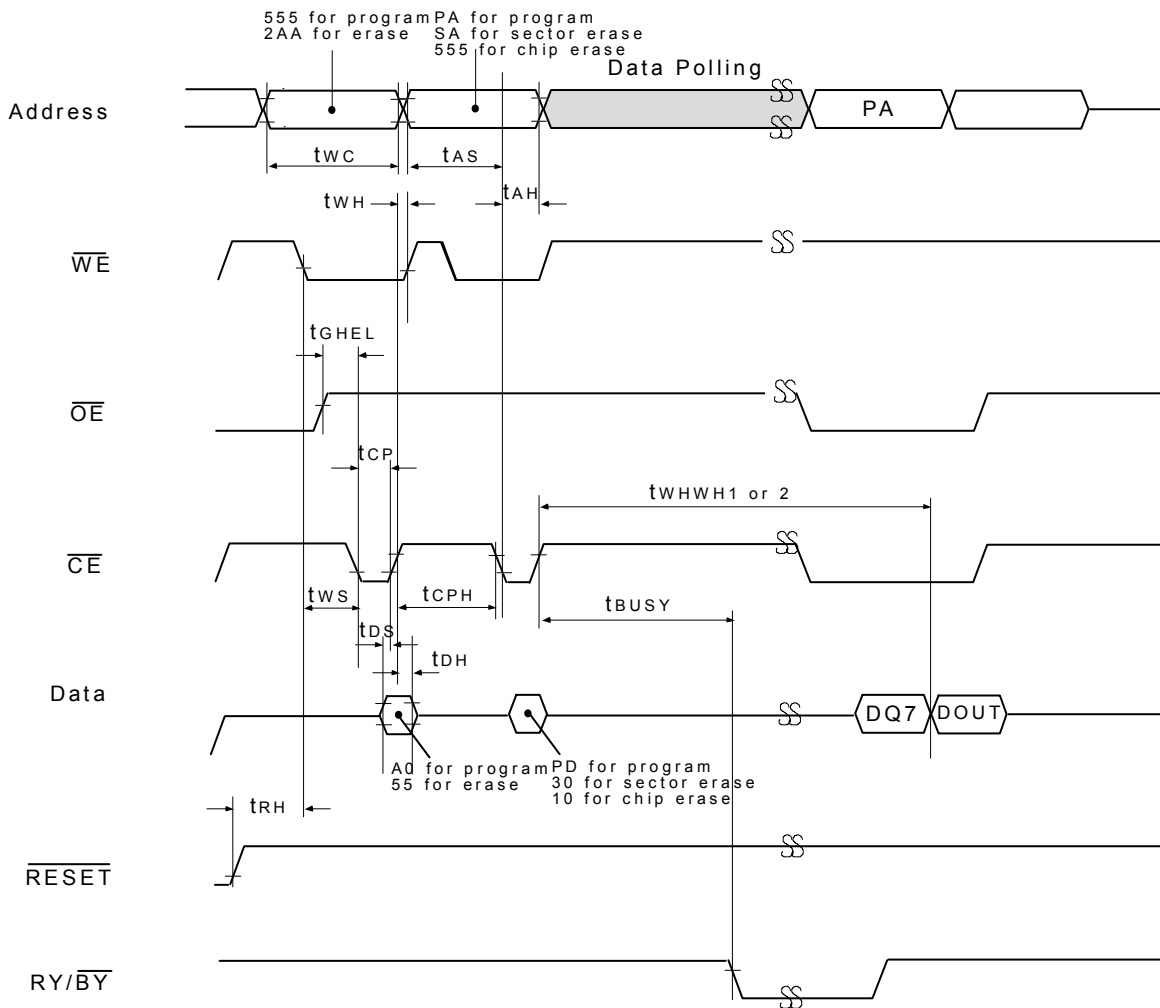 555 for program
2AA for erase
PA for program
SA for sector erase
555 for chip erase
Data Polling
Address
PA
tWC
tAS
tAH
tWH
WE
tGHEL
OE
tCP
tWHWH1 or 2
CE
tWS
tCPH
tBUSY
tDS
tDH
Data
DQ7
DOUT
A0 for program
55 for erase
PD for program
30 for sector erase
10 for chip erase
tRH
RESET
RY/BY